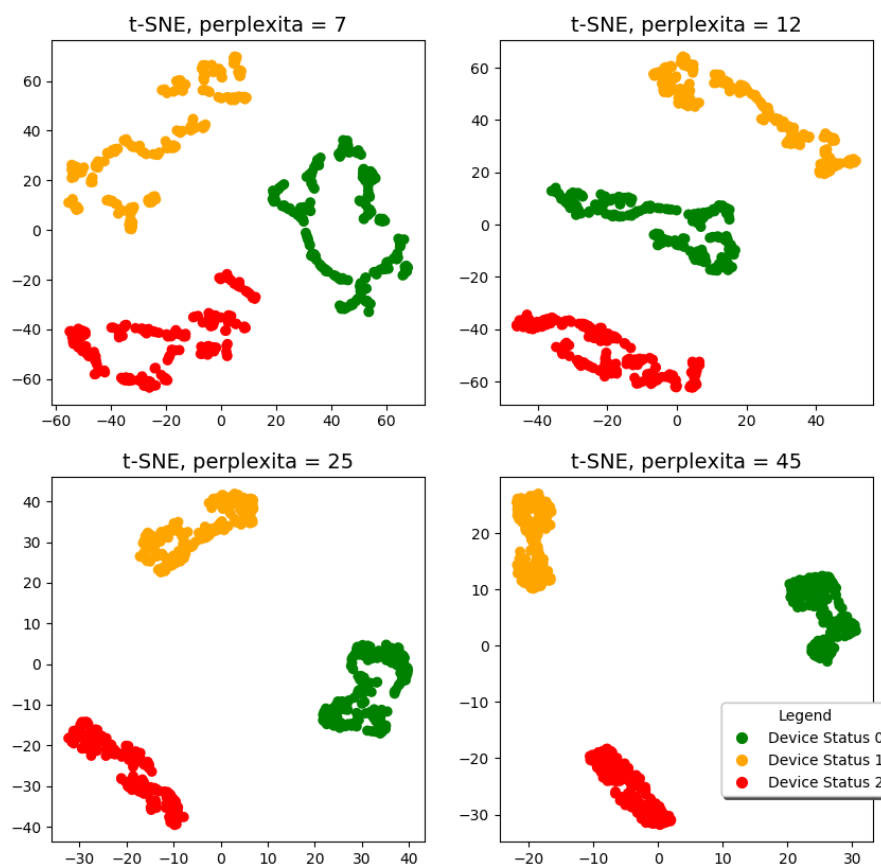 t-SNE, perplexita = 7
60
40
20
0
−20
−40
−60
−60 −40 −20 0 20 40 60
t-SNE, perplexita = 12
60
40
20
0
−20
−40
−60
−40 −20 0 20 40
t-SNE, perplexita = 25
40
30
20
10
0
−10
−20
−30
−40
−30 −20 −10 0 10 20 30 40
t-SNE, perplexita = 45
20
10
0
−10
−20
−30
−20 −10 0 10 20 30
Legend
Device Status 0
Device Status 1
Device Status 2